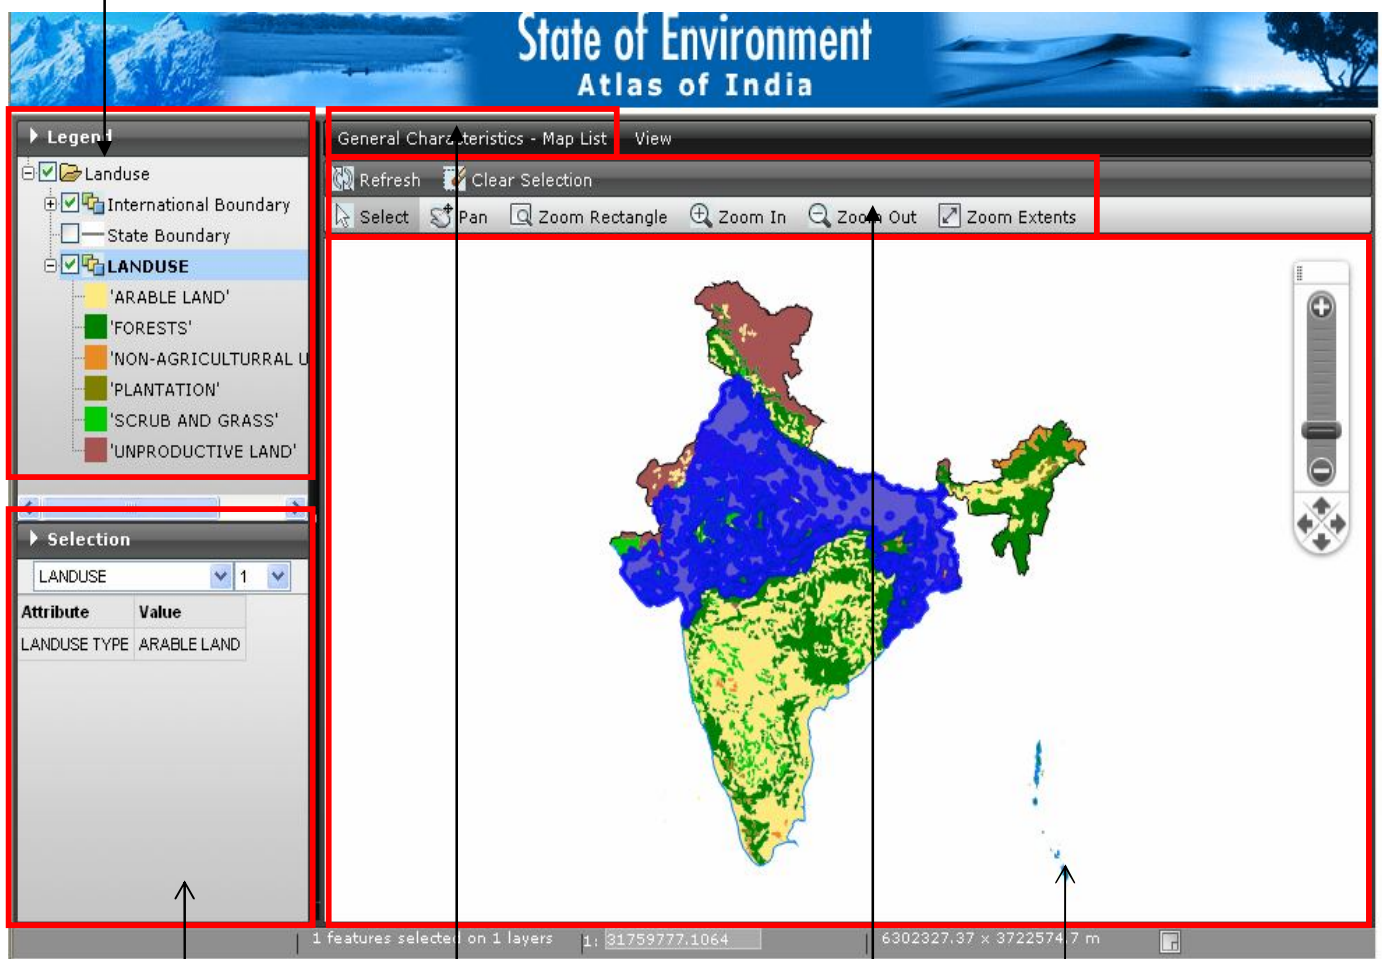 State of Environment
Atlas of India
Legend
Landuse
International Boundary
State Boundary
LANDUSE
'ARABLE LAND'
'FORESTS'
'NON-AGRICULTURRAL U
'PLANTATION'
'SCRUB AND GRASS'
'UNPRODUCTIVE LAND'
Selection
LANDUSE 1
Attribute Value
LANDUSE TYPE ARABLE LAND
General Characteristics - Map List View
Refresh Clear Selection
Select Pan Zoom Rectangle Zoom In Zoom Out Zoom Extents
1 features selected on 1 layers 1: 31759777.1064 6302327.37 x 3722574.7 m